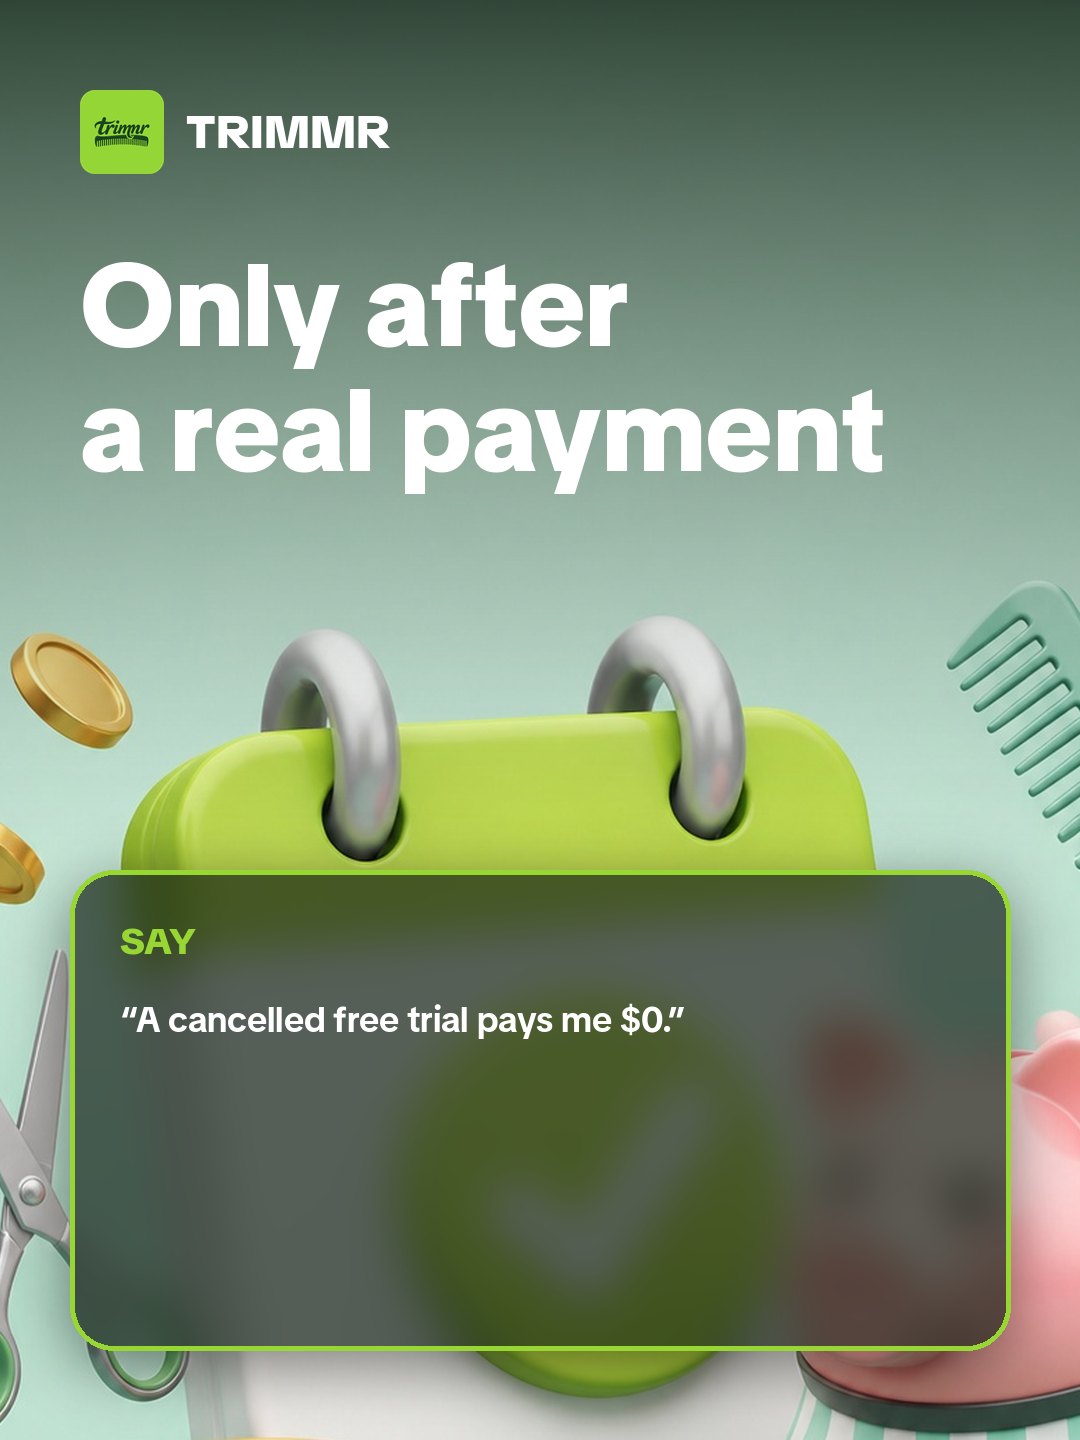 trimmr
TRIMMR
Only after
a real payment
SAY
“A cancelled free trial pays me $0.”